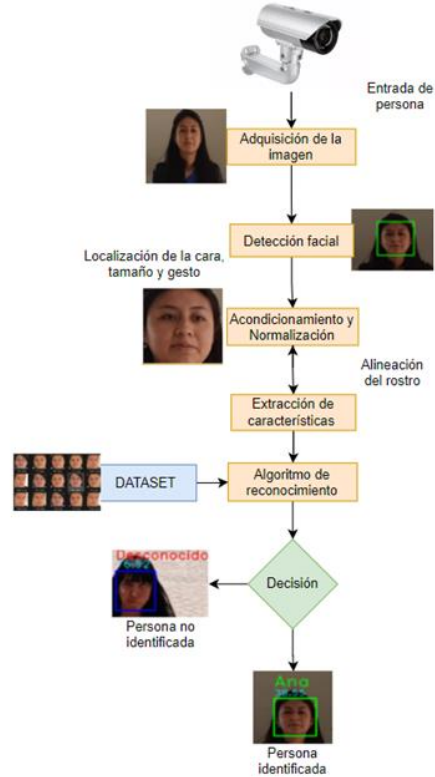 Entrada de
persona
Adquisición de la
imagen
Detección facial
Localización de la cara,
tamaño y gesto
Acondicionamiento y
Normalización
Alineación
del rostro
Extracción de
características
DATASET
Algoritmo de
reconocimiento
Decisión
Desconocido
Persona no
identificada
Ana
Persona
identificada